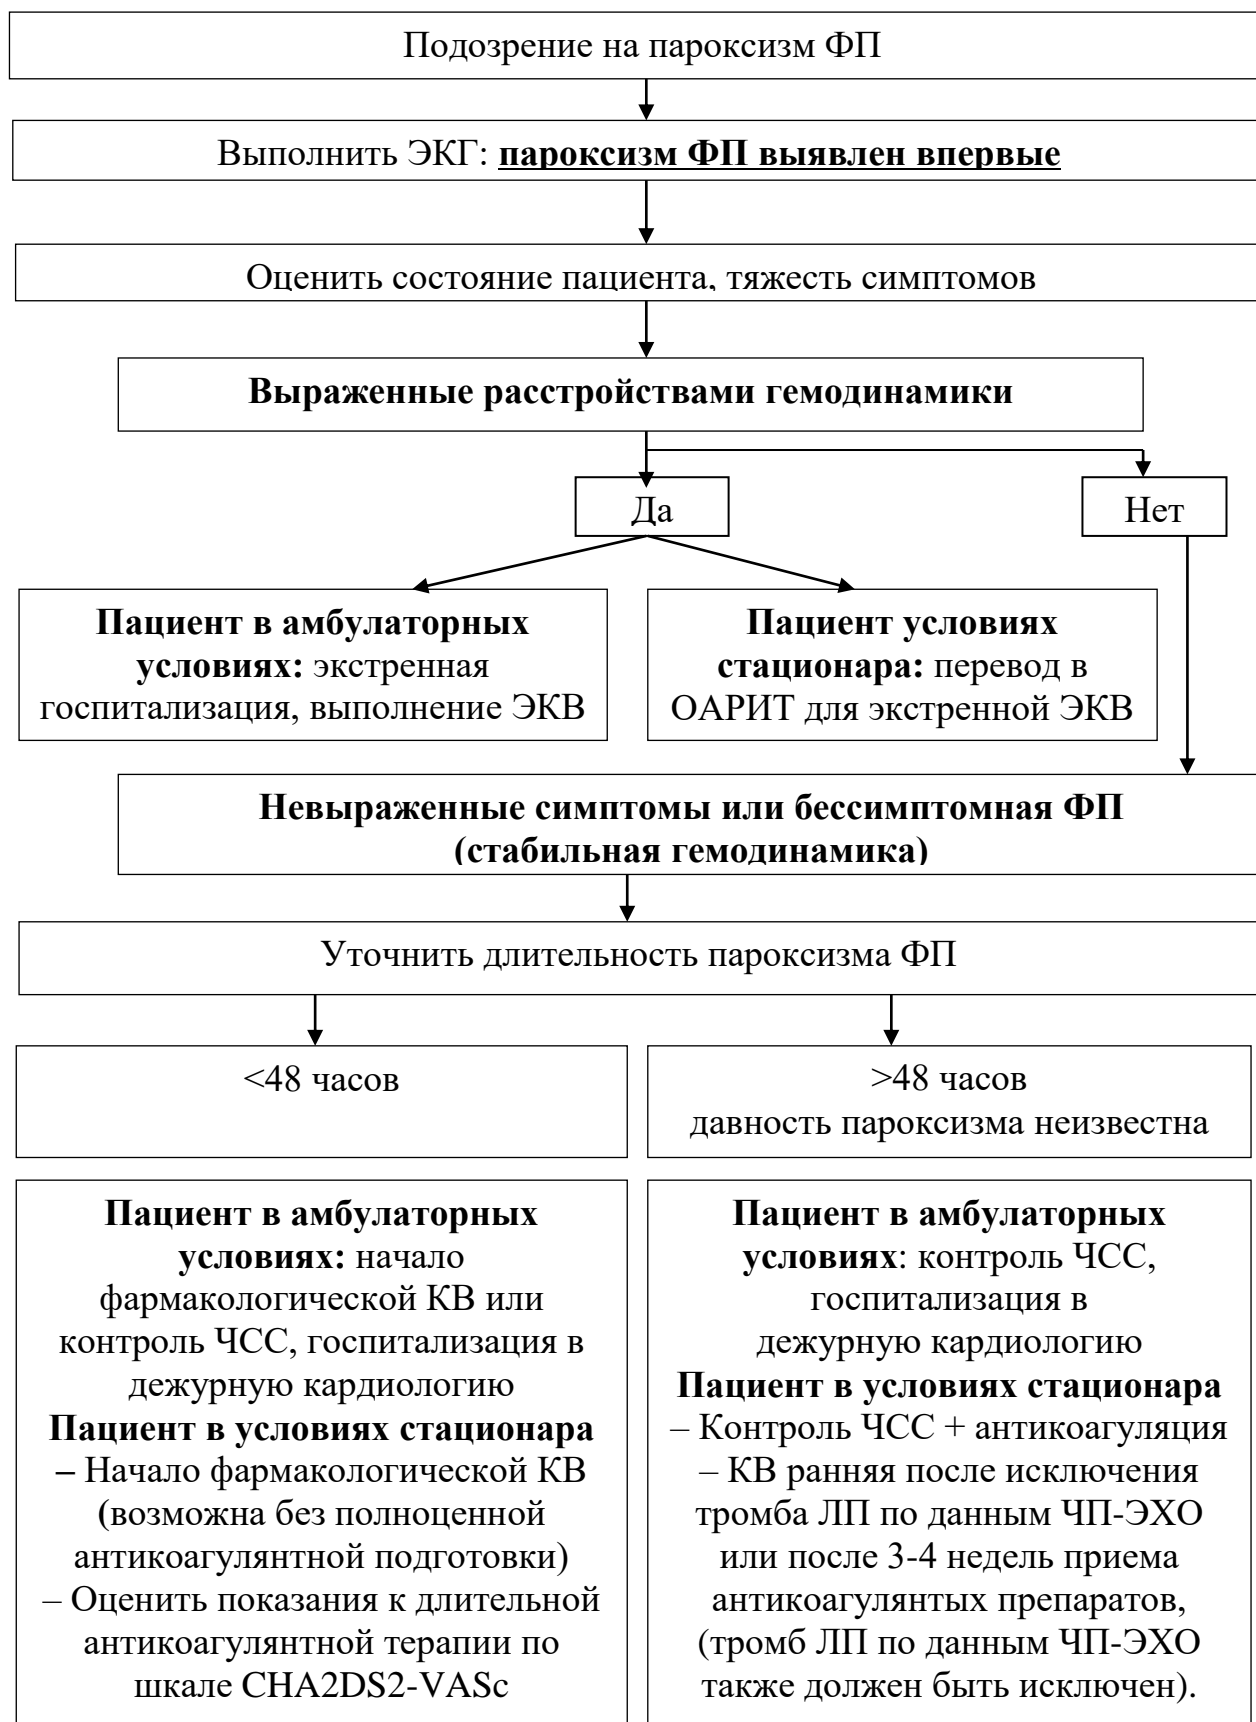 Подозрение на пароксизм ФП
Выполнить ЭКГ: пароксизм ФП выявлен впервые
Оценить состояние пациента, тяжесть симптомов
Выраженные расстройствами гемодинамики
Да
Нет
Пациент в амбулаторных
условиях: экстренная
госпитализация, выполнение ЭКВ
Пациент условиях
стационара: перевод в
ОАРИТ для экстренной ЭКВ
Невыраженные симптомы или бессимптомная ФП
(стабильная гемодинамика)
Уточнить длительность пароксизма ФП
<48 часов
>48 часов
давность пароксизма неизвестна
Пациент в амбулаторных
условиях: начало
фармакологической КВ или
контроль ЧСС, госпитализация в
дежурную кардиологию
Пациент в условиях стационара
– Начало фармакологической КВ
(возможна без полноценной
антикоагулянтной подготовки)
– Оценить показания к длительной
антикоагулянтной терапии по
шкале CHA2DS2-VASc
Пациент в амбулаторных
условиях: контроль ЧСС,
госпитализация в
дежурную кардиологию
Пациент в условиях стационара
– Контроль ЧСС + антикоагуляция
– КВ ранняя после исключения
тромба ЛП по данным ЧП-ЭХО
или после 3-4 недель приема
антикоагулянтых препаратов,
(тромб ЛП по данным ЧП-ЭХО
также должен быть исключен).